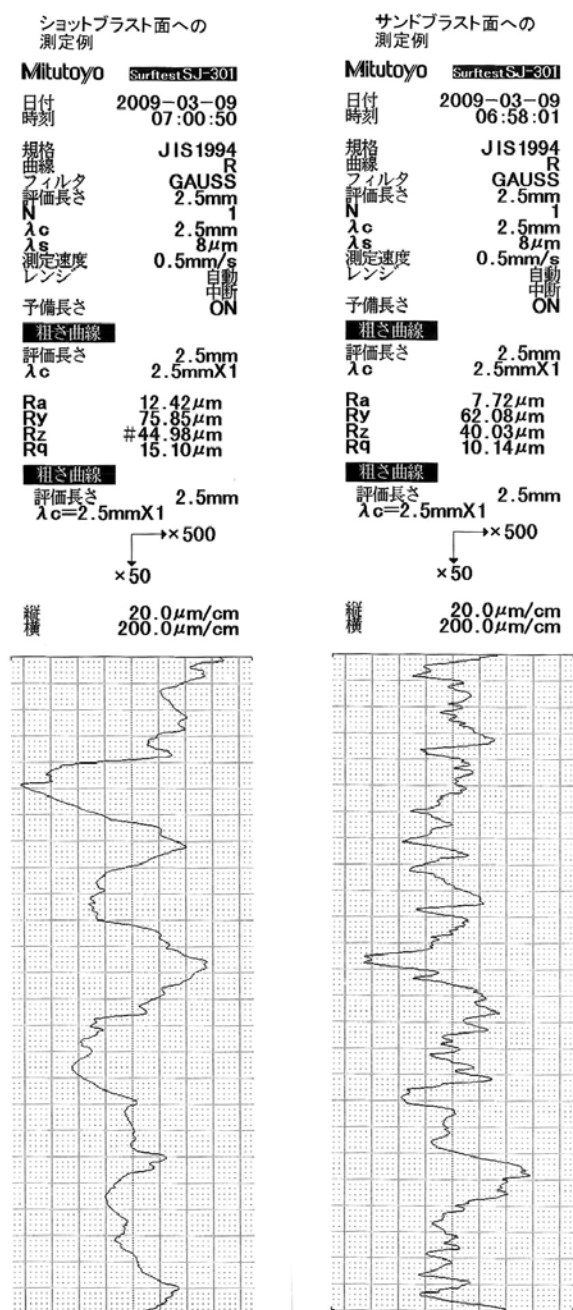 ショットブラスト面への
測定例
Mitutoyo SurftestSJ-301
日付 2009-03-09
時刻 07:00:50
規格 JIS1994
曲線 R
フィルタ GAUSS
評価長さ 2.5mm
N 1
λc 2.5mm
λs 8μm
測定速度 0.5mm/s
レンジ 自動
中断
予備長さ ON
粗さ曲線
評価長さ 2.5mm
λc 2.5mmX1
Ra 12.42μm
Ry 75.85μm
Rz #44.98μm
Rq 15.10μm
粗さ曲線
評価長さ 2.5mm
λc=2.5mmX1
×500
×50
縦 20.0μm/cm
横 200.0μm/cm
サンドブラスト面への
測定例
Mitutoyo SurftestSJ-301
日付 2009-03-09
時刻 06:58:01
規格 JIS1994
曲線 R
フィルタ GAUSS
評価長さ 2.5mm
N 1
λc 2.5mm
λs 8μm
測定速度 0.5mm/s
レンジ 自動
中断
予備長さ ON
粗さ曲線
評価長さ 2.5mm
λc 2.5mmX1
Ra 7.72μm
Ry 62.08μm
Rz 40.03μm
Rq 10.14μm
粗さ曲線
評価長さ 2.5mm
λc=2.5mmX1
×500
×50
縦 20.0μm/cm
横 200.0μm/cm